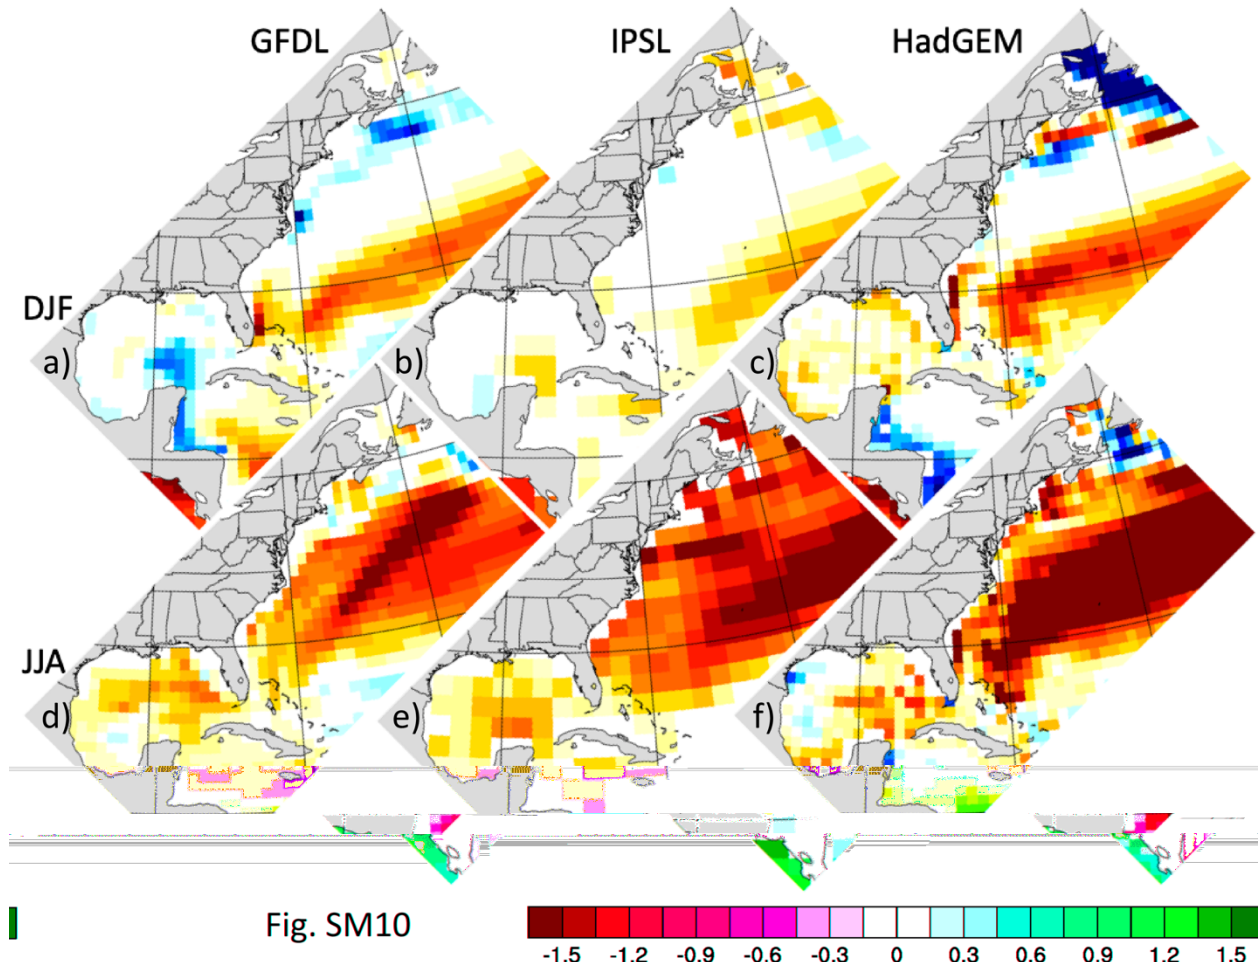 GFDL IPSL HadGEM
DJF
a) b) c)
JJA
d) e) f)
Fig. SM10
-1.5 -1.2 -0.9 -0.6 -0.3 0 0.3 0.6 0.9 1.2 1.5